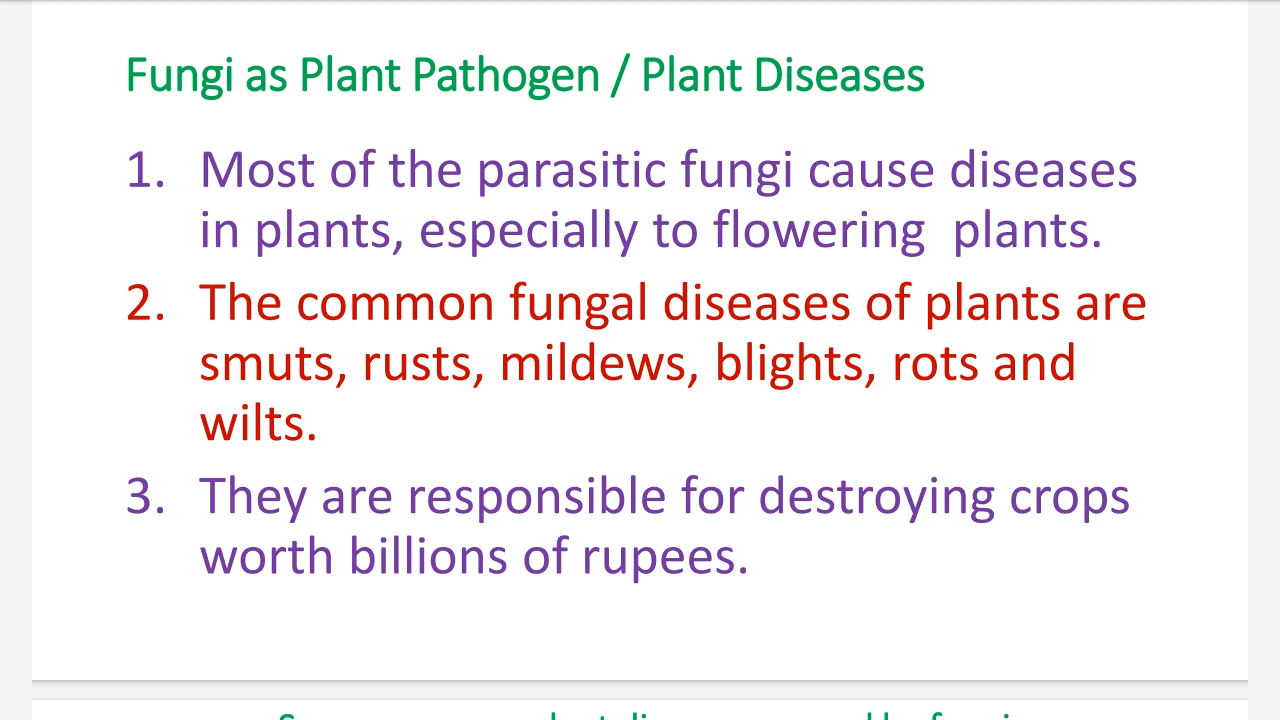 Fungi as Plant Pathogen / Plant Diseases
1. Most of the parasitic fungi cause diseases
in plants, especially to flowering  plants.
2. The common fungal diseases of plants are
smuts, rusts, mildews, blights, rots and
wilts.
3. They are responsible for destroying crops
worth billions of rupees.